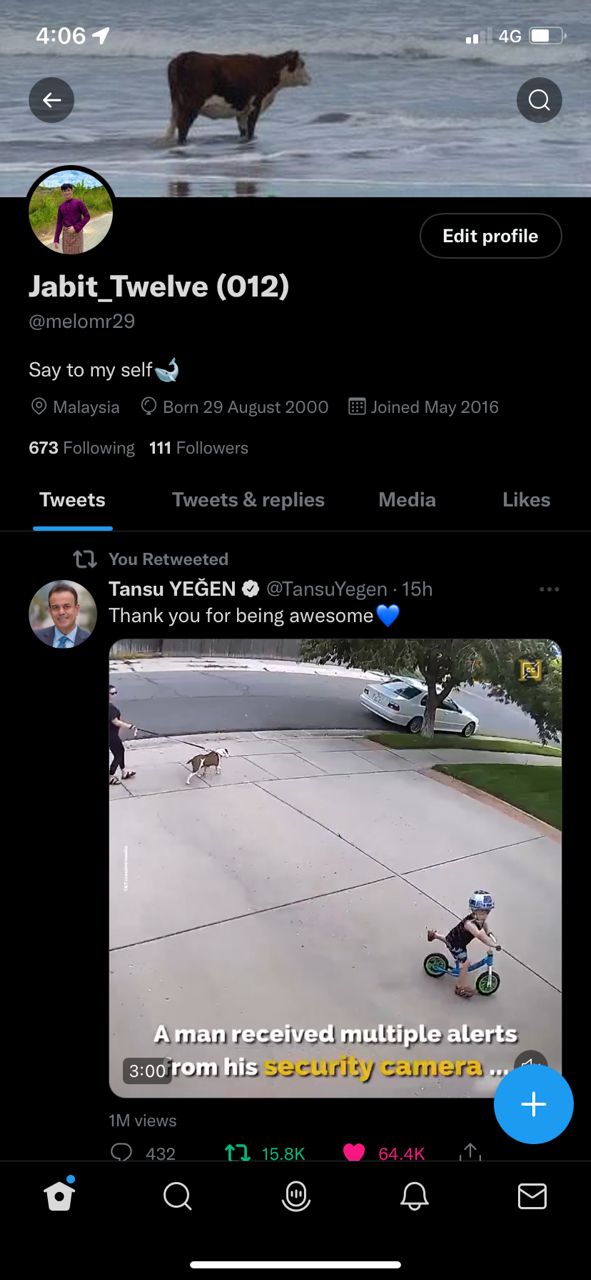 4:06
4G
Edit profile
Jabit_Twelve (012)
@melomr29
Say to my self🐳
Malaysia Born 29 August 2000 Joined May 2016
673 Following 111 Followers
Tweets Tweets & replies Media Likes
You Retweeted
Tansu YEĞEN @TansuYegen · 15h
Thank you for being awesome💙
A man received multiple alerts
3:00 from his security camera ...
1M views
432 15.8K 64.4K